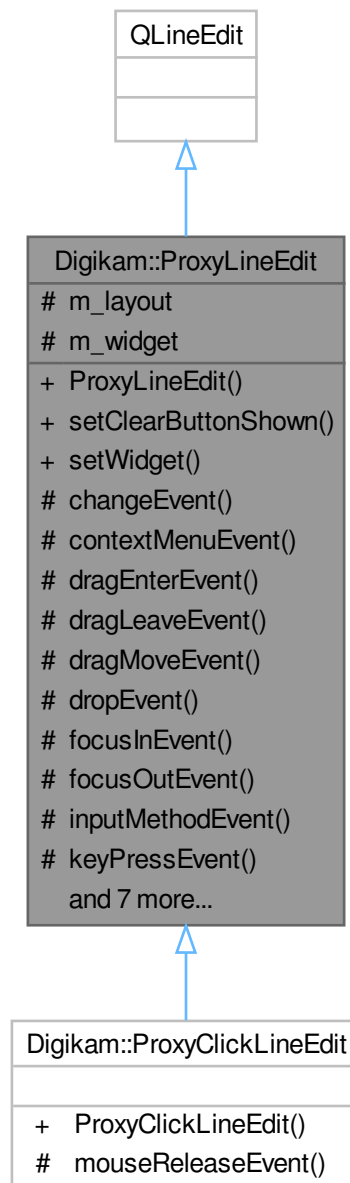 QLineEdit
Digikam::ProxyLineEdit
# m_layout
# m_widget
+ ProxyLineEdit()
+ setClearButtonShown()
+ setWidget()
# changeEvent()
# contextMenuEvent()
# dragEnterEvent()
# dragLeaveEvent()
# dragMoveEvent()
# dropEvent()
# focusInEvent()
# focusOutEvent()
# inputMethodEvent()
# keyPressEvent()
and 7 more...
Digikam::ProxyClickLineEdit
+ ProxyClickLineEdit()
# mouseReleaseEvent()